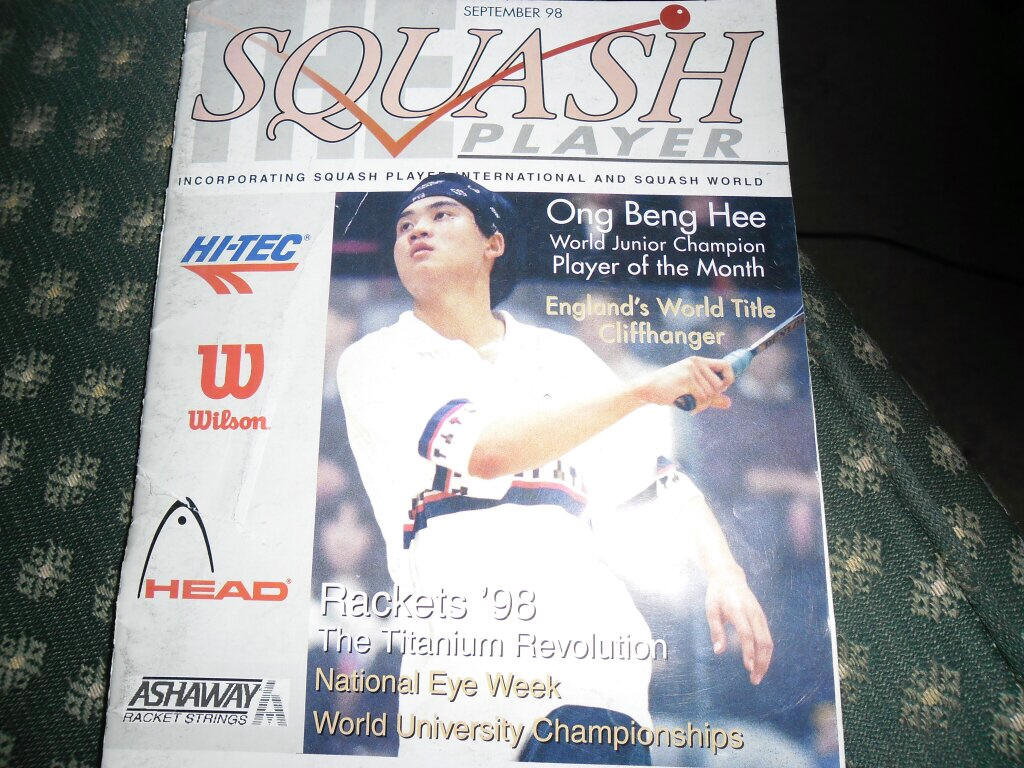 SEPTEMBER 98
THE
SQUASH
PLAYER
INCORPORATING SQUASH PLAYER INTERNATIONAL AND SQUASH WORLD
Ong Beng Hee
World Junior Champion
Player of the Month
England's World Title
Cliffhanger
HI-TEC®
W
Wilson
HEAD®
ASHAWAY
RACKET STRINGS
Rackets '98
The Titanium Revolution
National Eye Week
World University Championships